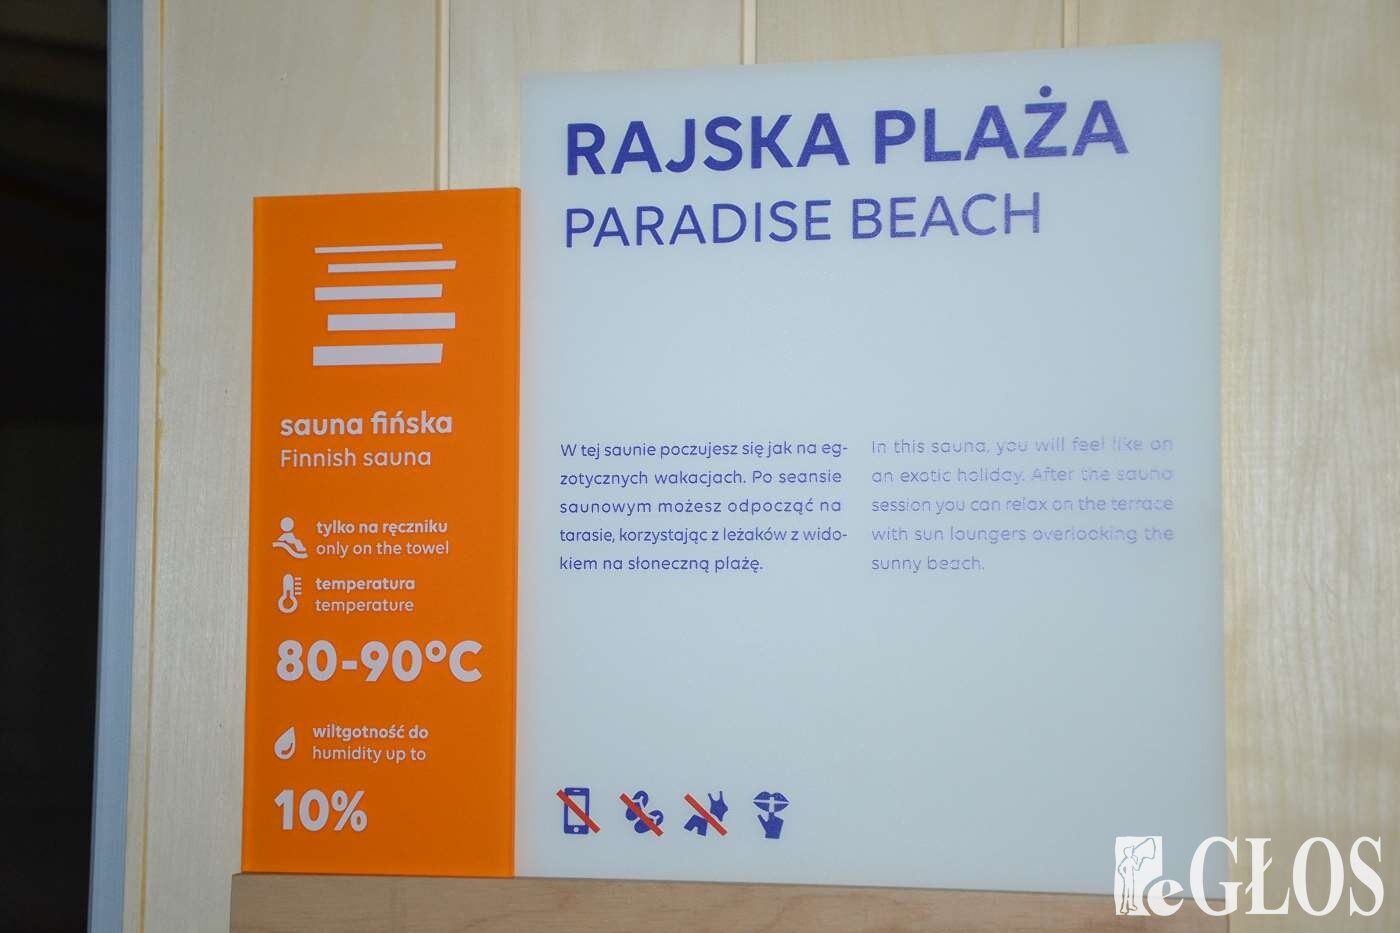 RAJSKA PLAŻA
PARADISE BEACH
sauna fińska
Finnish sauna
tylko na ręczniku
only on the towel
temperatura
temperature
80-90°C
wiltgotność do
humidity up to
10%
W tej saunie poczujesz się jak na eg-
zotycznych wakacjach. Po seansie
saunowym możesz odpocząć na
tarasie, korzystając z leżaków z wido-
kiem na słoneczną plażę.
In this sauna, you will feel like on
an exotic holiday. After the sauna
session you can relax on the terrace
with sun loungers overlooking the
sunny beach.
eGŁOS